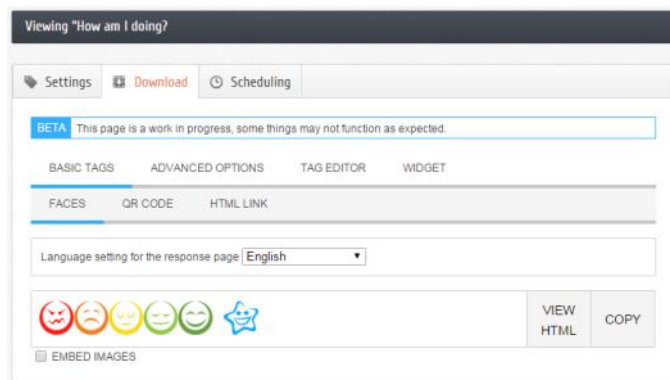 Viewing "How am I doing?
Settings Download Scheduling
BETA This page is a work in progress, some things may not function as expected.
BASIC TAGS ADVANCED OPTIONS TAG EDITOR WIDGET
FACES QR CODE HTML LINK
Language setting for the response page English
VIEW
HTML
COPY
EMBED IMAGES